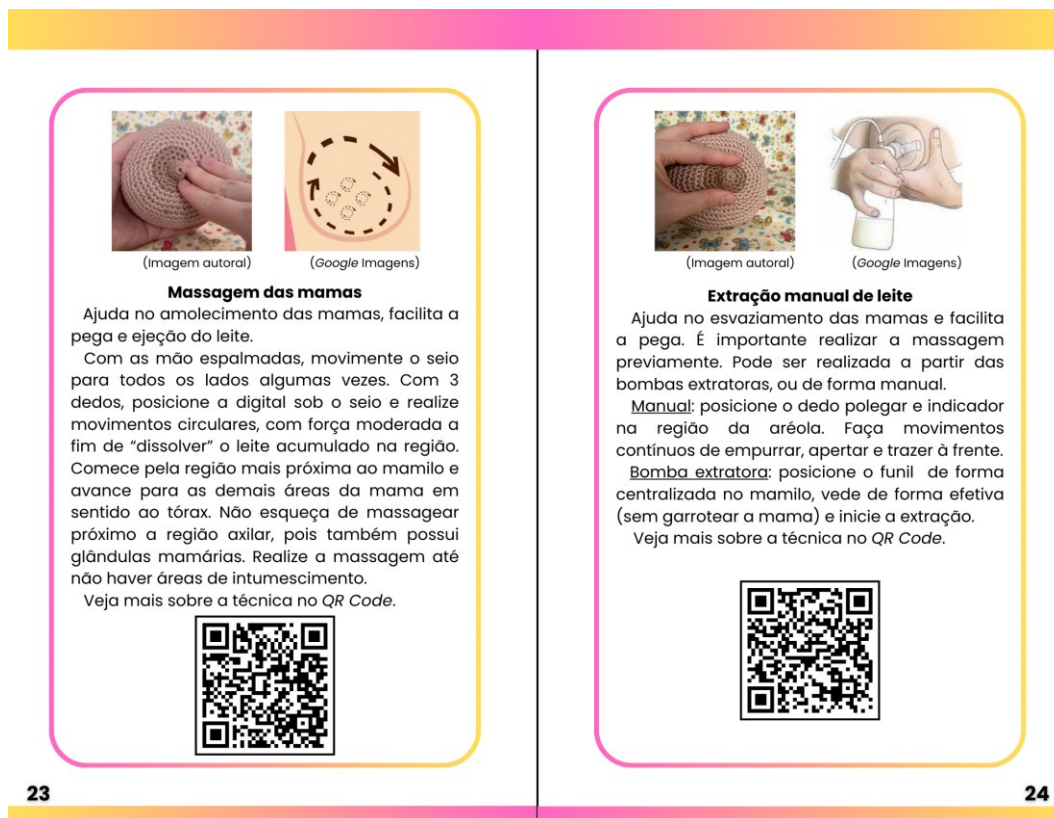 (Imagem autoral)
(Google Imagens)
Massagem das mamas
Ajuda no amolecimento das mamas, facilita a
pega e ejeção do leite.
Com as mão espalmadas, movimente o seio
para todos os lados algumas vezes. Com 3
dedos, posicione a digital sob o seio e realize
movimentos circulares, com força moderada a
fim de “dissolver” o leite acumulado na região.
Comece pela região mais próxima ao mamilo e
avance para as demais áreas da mama em
sentido ao tórax. Não esqueça de massagear
próximo a região axilar, pois também possui
glândulas mamárias. Realize a massagem até
não haver áreas de intumescimento.
Veja mais sobre a técnica no QR Code.
23
(Imagem autoral)
(Google Imagens)
Extração manual de leite
Ajuda no esvaziamento das mamas e facilita
a pega. É importante realizar a massagem
previamente. Pode ser realizada a partir das
bombas extratoras, ou de forma manual.
Manual: posicione o dedo polegar e indicador
na região da aréola. Faça movimentos
contínuos de empurrar, apertar e trazer à frente.
Bomba extratora: posicione o funil de forma
centralizada no mamilo, vede de forma efetiva
(sem garrotear a mama) e inicie a extração.
Veja mais sobre a técnica no QR Code.
24